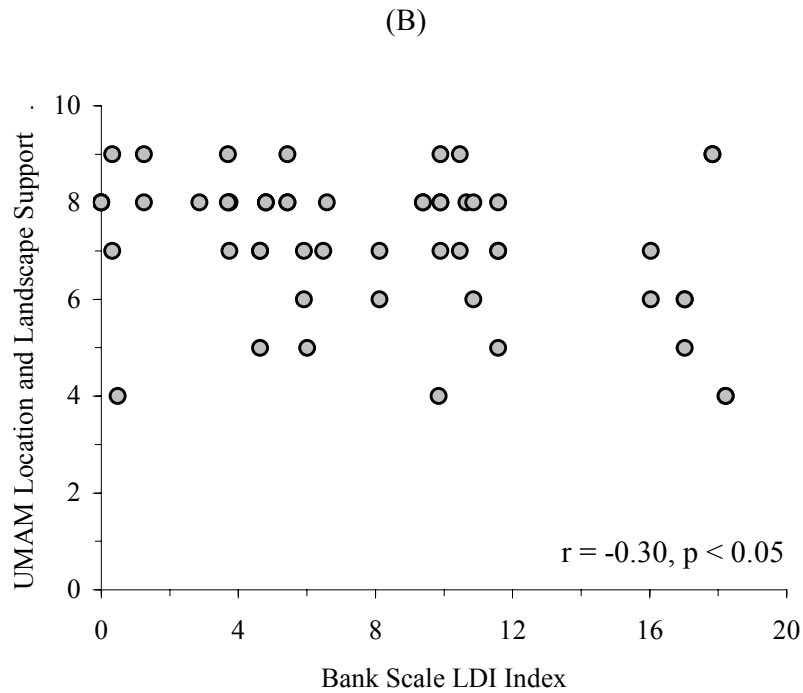 (B)
UMAM Location and Landscape Support .
10
8
6
4
2
0
r = -0.30, p < 0.05
0 4 8 12 16 20
Bank Scale LDI Index